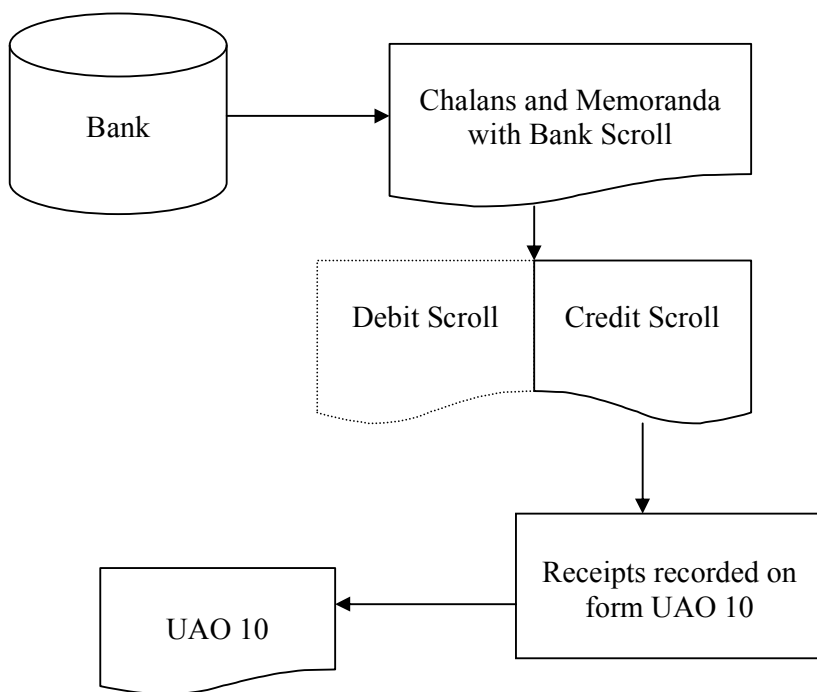 Bank
Chalans and Memoranda
with Bank Scroll
Debit Scroll
Credit Scroll
Receipts recorded on
form UAO 10
UAO 10